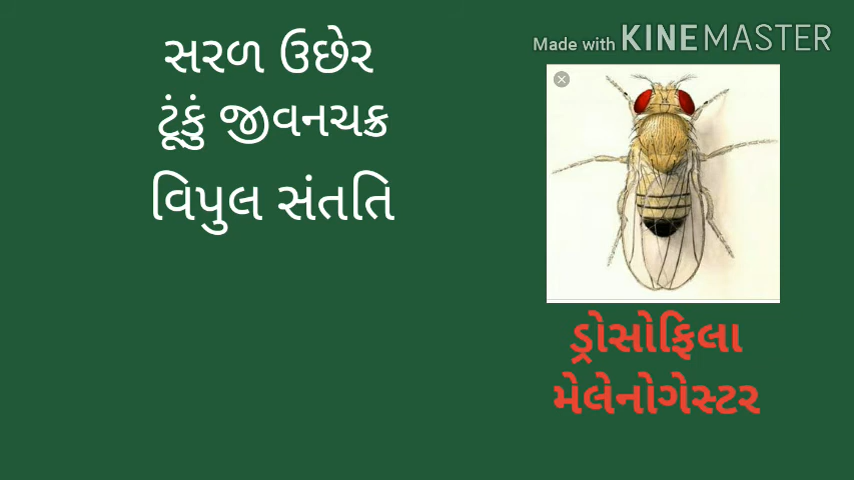 સરળ ઉછેર
ટૂંકું જીવનચક્ર
વિપુલ સંતતિ
Made with KINEMASTER
ડ્રોસોફિલા
મેલેનોગેસ્ટર